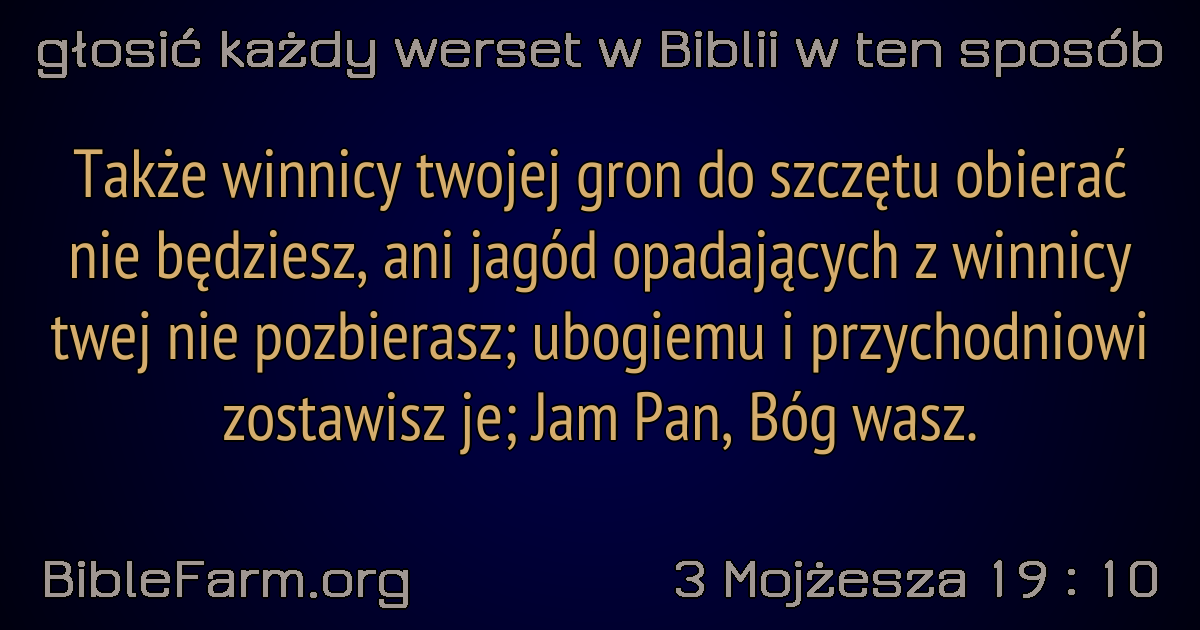 głosić każdy werset w Biblii w ten sposób
Także winnicy twojej gron do szczętu obierać
nie będziesz, ani jagód opadających z winnicy
twej nie pozbierasz; ubogiemu i przychodniowi
zostawisz je; Jam Pan, Bóg wasz.
BibleFarm.org
3 Mojżesza 19 : 10